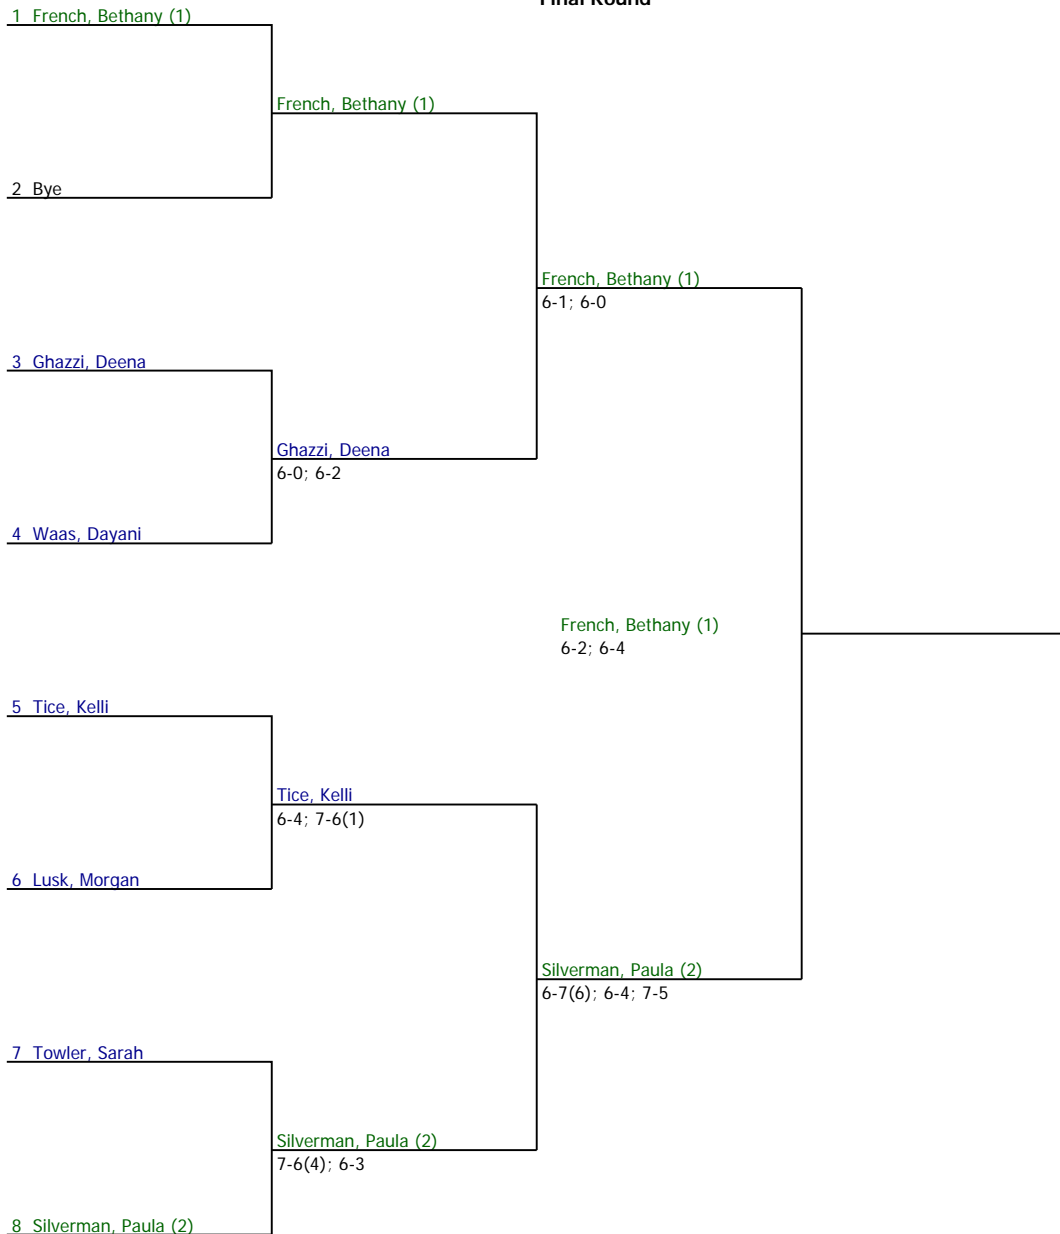 Final Round
1 French, Bethany (1)
French, Bethany (1)
2 Bye
French, Bethany (1)
6-1; 6-0
3 Ghazzi, Deena
Ghazzi, Deena
6-0; 6-2
4 Waas, Dayani
French, Bethany (1)
6-2; 6-4
5 Tice, Kelli
Tice, Kelli
6-4; 7-6(1)
6 Lusk, Morgan
Silverman, Paula (2)
6-7(6); 6-4; 7-5
7 Towler, Sarah
Silverman, Paula (2)
7-6(4); 6-3
8 Silverman, Paula (2)